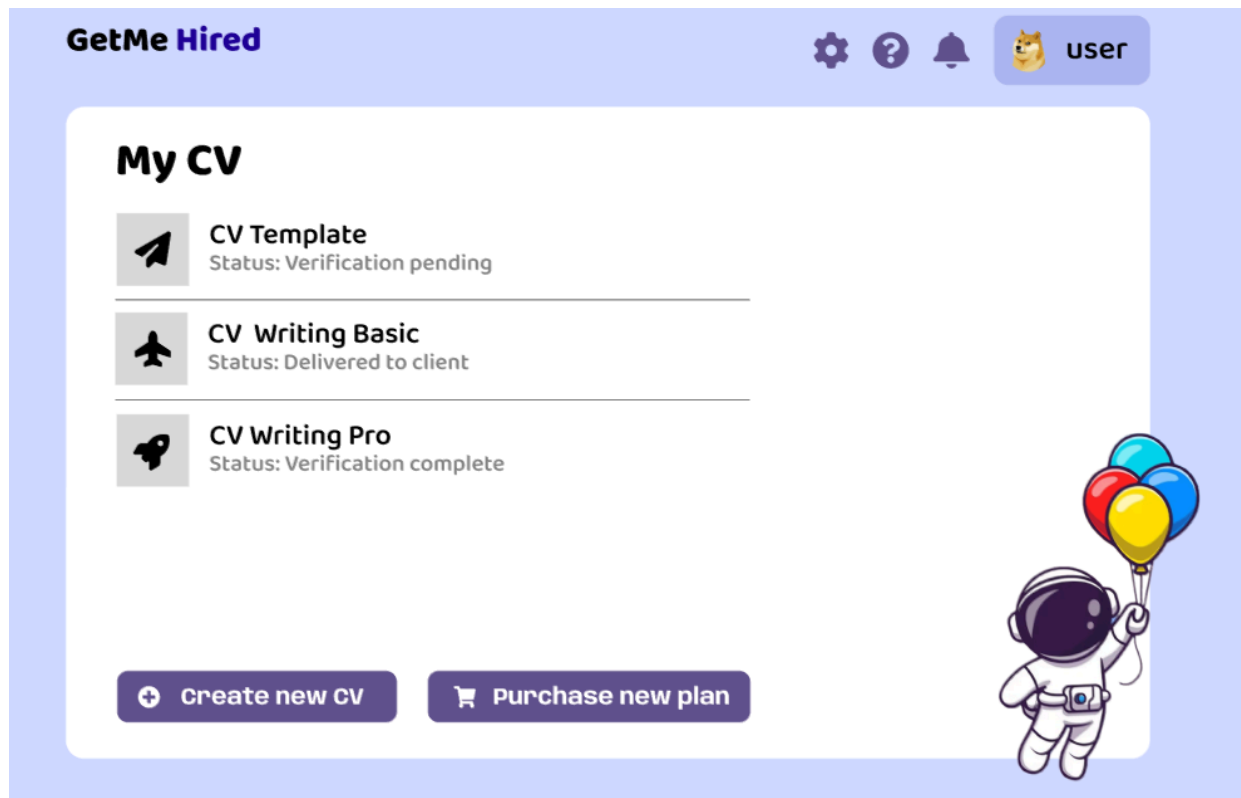 GetMe Hired
user
My CV
CV Template
Status: Verification pending
CV Writing Basic
Status: Delivered to client
CV Writing Pro
Status: Verification complete
Create new CV
Purchase new plan